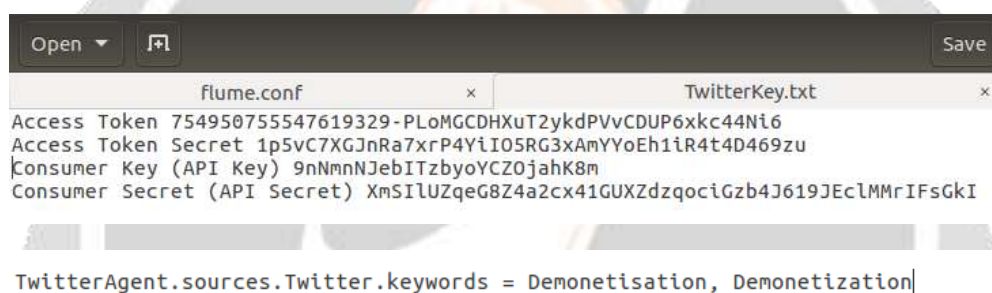 Open Save
flume.conf × TwitterKey.txt ×
Access Token 754950755547619329-PLoMGCDHXuT2ykdPVvCDUP6xkc44Ni6
Access Token Secret 1p5vC7XGJnRa7xrP4YiIO5RG3xAmYYoEh1iR4t4D469zu
Consumer Key (API Key) 9nNmnNJebITzbyoYCZOjahK8m
Consumer Secret (API Secret) XmSIlUZqeG8Z4a2cx41GUXZdzqociGzb4J619JEclMMrIFsGkI
TwitterAgent.sources.Twitter.keywords = Demonetisation, Demonetization